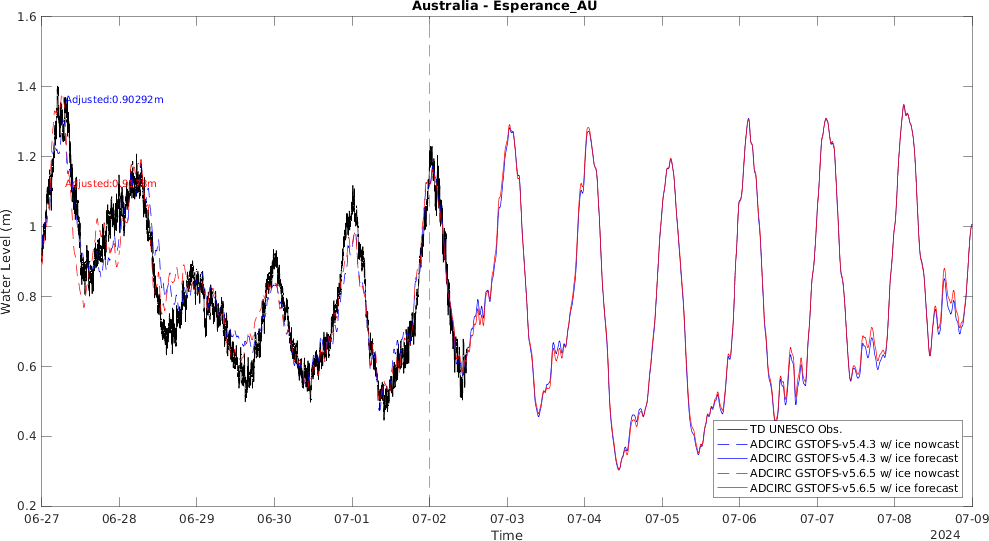 Australia - Esperance_AU
1.6
1.4
1.2
1
0.8
0.6
0.4
0.2
Water Level (m)
Adjusted:0.90292m
06-27
06-28
06-29
06-30
07-01
07-02
07-03
07-04
07-05
07-06
07-07
07-08
07-09
Time
2024
TD UNESCO Obs.
ADCIRC GSTOFS-v5.4.3 w/ ice nowcast
ADCIRC GSTOFS-v5.4.3 w/ ice forecast
ADCIRC GSTOFS-v5.6.5 w/ ice nowcast
ADCIRC GSTOFS-v5.6.5 w/ ice forecast